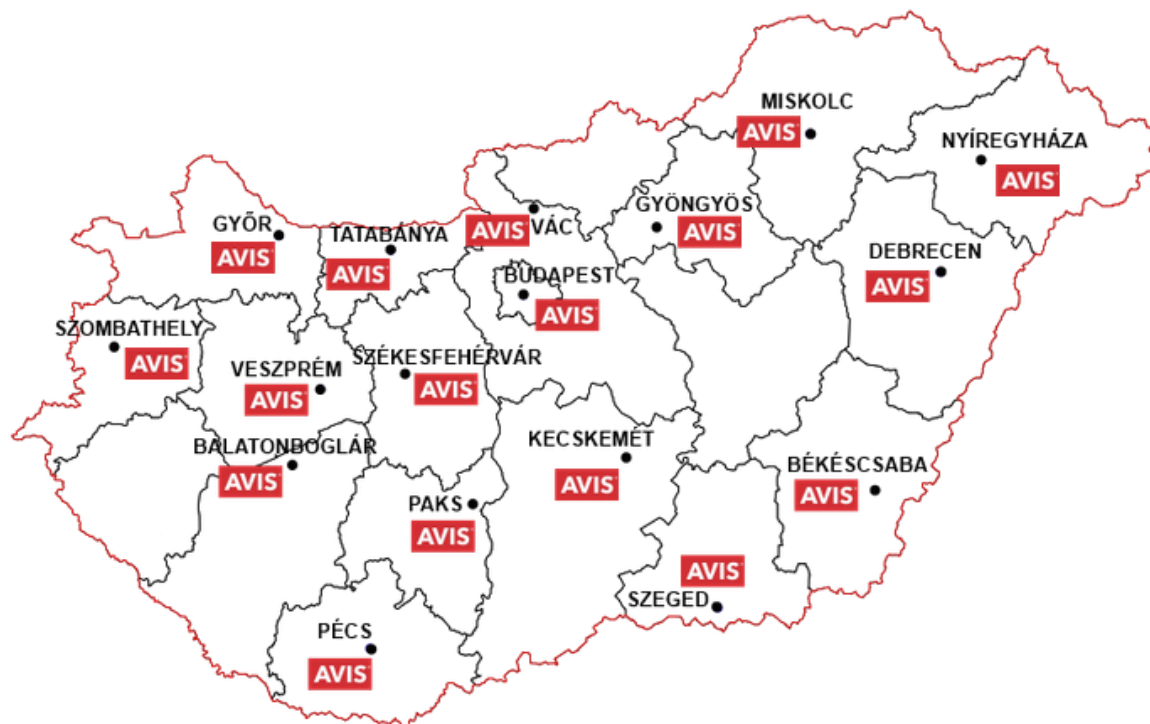 MISKOLC
AVIS
NYÍREGYHÁZA
AVIS
GYÖNGYÖS
AVIS
VÁC
AVIS
GYŐR
AVIS
TATABÁNYA
AVIS
DEBRECEN
AVIS
BUDAPEST
AVIS
SZOMBATHELY
AVIS
VESZPRÉM
AVIS
SZÉKESFEHÉRVÁR
AVIS
BALATONBOGLÁR
AVIS
KECSKEMÉT
AVIS
BÉKÉSCSABA
AVIS
PAKS
AVIS
AVIS
SZEGED
PÉCS
AVIS